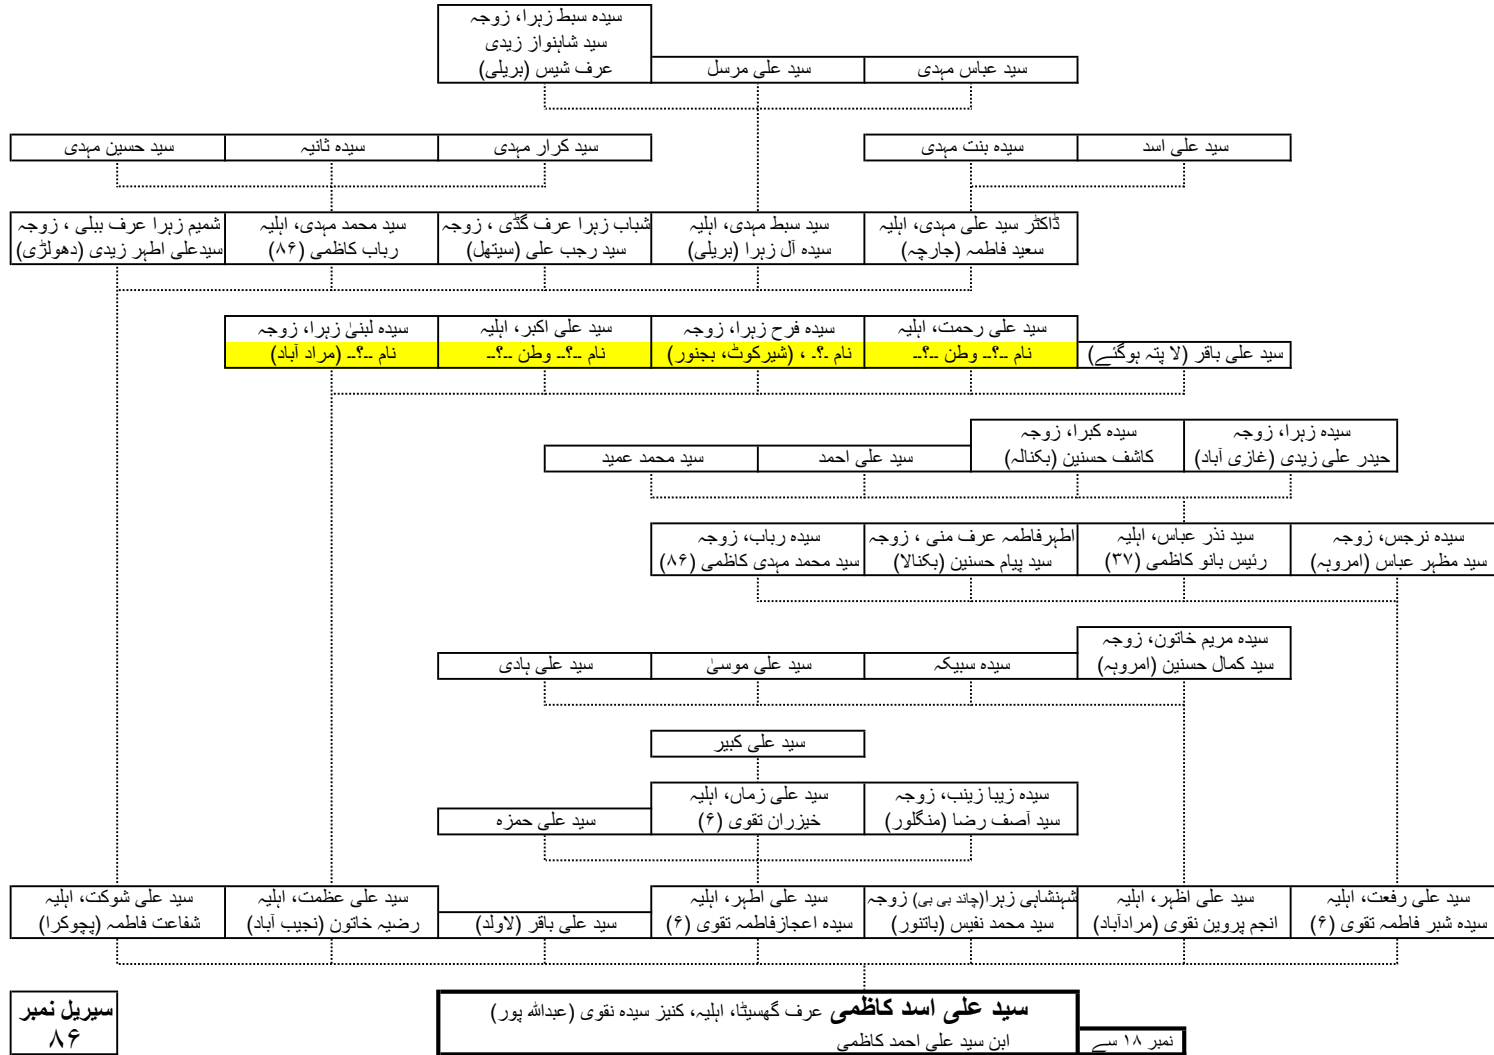 سیدہ سبط زہرا، زوجہ
سید شاہنواز زیدی
عرف شیس (بریلی)
سید علی مرسل
سید عباس مہدی
سید علی اسد
سیدہ بنت مہدی
سید کرار مہدی
سیدہ ثانیہ
سید حسین مہدی
ڈاکٹر سید علی مہدی، اہلیہ
سعید فاطمہ (جارچہ)
سید سبط مہدی، اہلیہ
سیدہ آل زہرا (بریلی)
شباب زہرا عرف گڈی ، زوجہ
سید رجب علی (سیتھل)
سید محمد مہدی، اہلیہ
رباب کاظمی (۸۶)
شمیم زہرا عرف ببلی ، زوجہ
سیدعلی اطہر زیدی (دھولڑی)
سید علی باقر (لا پتہ ہوگئے)
سید علی رحمت، اہلیہ
نام ..؟.. وطن ..؟..
سیدہ فرح زہرا، زوجہ
نام .؟.. ، (شیرکوٹ، بجنور)
سید علی اکبر، اہلیہ
نام ..؟.. وطن ..؟..
سیدہ لبنیٰ زہرا، زوجہ
نام ..؟.. (مراد آباد)
سیدہ زہرا، زوجہ
حیدر علی زیدی (غازی آباد)
سیدہ کبرا، زوجہ
کاشف حسنین (بکنالہ)
سید علی احمد
سید محمد عمید
سیدہ نرجس، زوجہ
سید مظہر عباس (امروہہ)
سید نذر عباس، اہلیہ
رئیس بانو کاظمی (۳۷)
اطہرفاطمہ عرف منی ، زوجہ
سید پیام حسنین (بکنالا)
سیدہ رباب، زوجہ
سید محمد مہدی کاظمی (۸۶)
سیدہ مریم خاتون، زوجہ
سید کمال حسنین (امروہہ)
سیدہ سبیکہ
سید علی موسیٰ
سید علی ہادی
سید علی کبیر
سیدہ زیبا زینب، زوجہ
سید آصف رضا (منگلور)
سید علی زماں، اہلیہ
خیزران تقوی (۶)
سید علی حمزہ
سید علی رفعت، اہلیہ
سیدہ شبر فاطمہ تقوی (۶)
سید علی اظہر، اہلیہ
انجم پروین نقوی (مرادآباد)
شہنشاہی زہرا(چاند بی بی) زوجہ
سید محمد نفیس (باتنور)
سید علی اطہر، اہلیہ
سیدہ اعجازفاطمہ تقوی (۶)
سید علی باقر (لاولد)
سید علی عظمت، اہلیہ
رضیہ خاتون (نجیب آباد)
سید علی شوکت، اہلیہ
شفاعت فاطمہ (پچوکرا)
نمبر ۱۸ سے
سید علی اسد کاظمی عرف گھسیٹا، اہلیہ، کنیز سیدہ نقوی (عبداللہ پور)
ابن سید علی احمد کاظمی
سیریل نمبر
۸۶